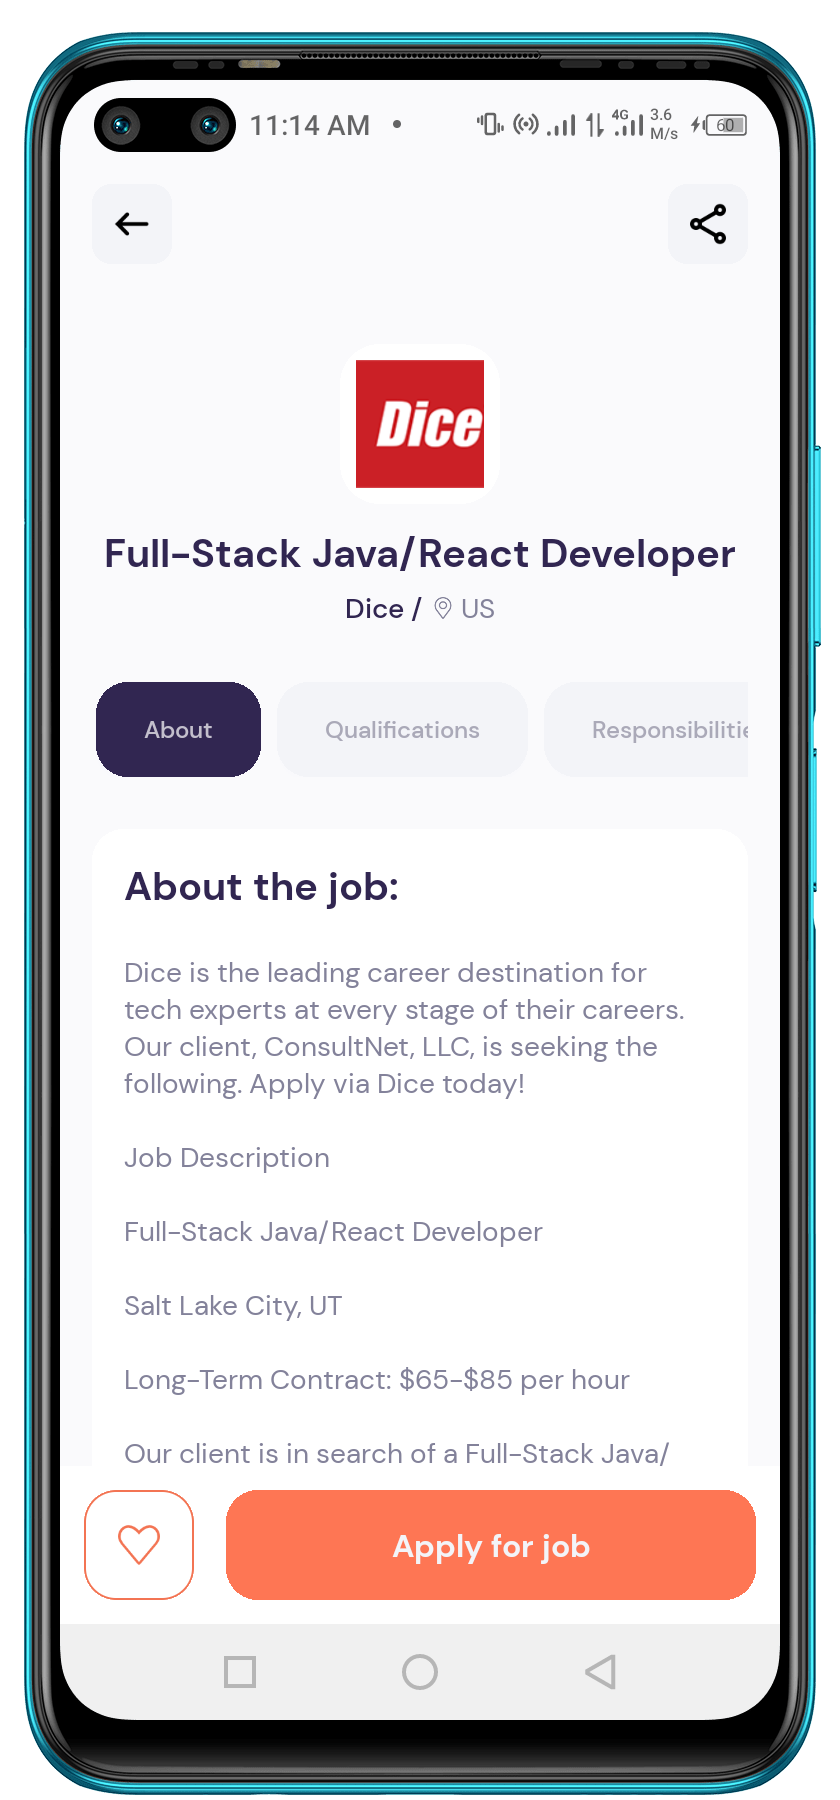 11:14 AM
4G
3.6
M/s
60
Dice
Full-Stack Java/React Developer
Dice / US
About
Qualifications
Responsibilitie
About the job:
Dice is the leading career destination for
tech experts at every stage of their careers.
Our client, ConsultNet, LLC, is seeking the
following. Apply via Dice today!
Job Description
Full-Stack Java/React Developer
Salt Lake City, UT
Long-Term Contract: $65-$85 per hour
Our client is in search of a Full-Stack Java/
Apply for job